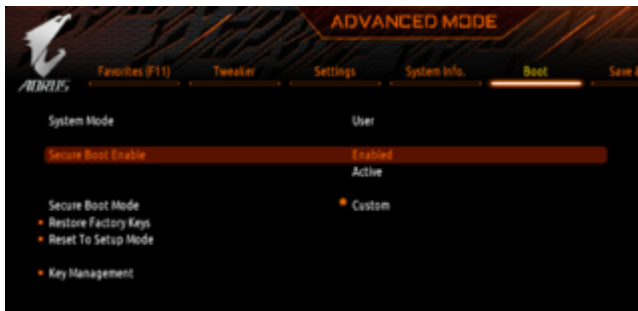 ADVANCED MODE
AORUS
Favorites (F11) Tweaker Settings System Info. Boot Save &
System Mode User
Secure Boot Enable Enabled
Active
Secure Boot Mode * Custom
Restore Factory Keys
Reset To Setup Mode
Key Management